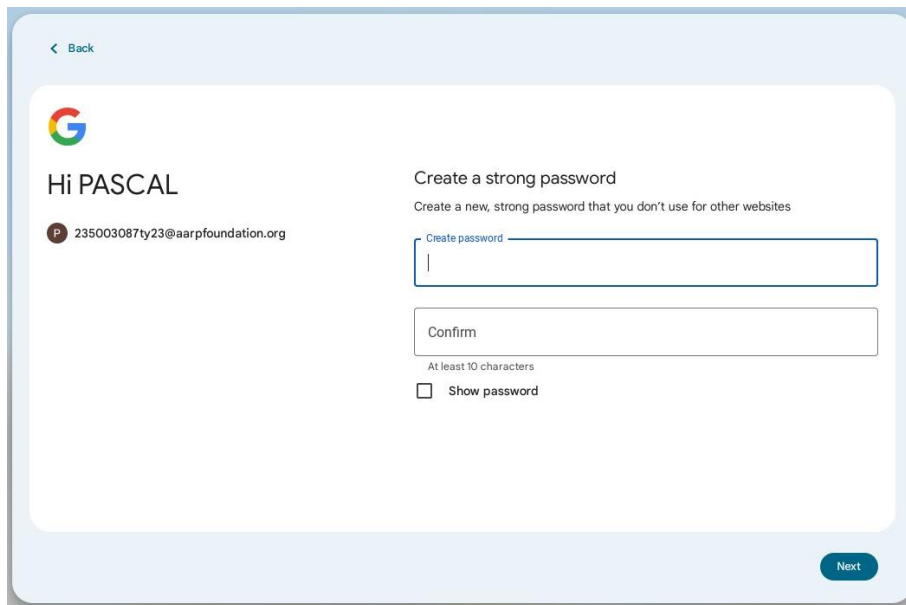 Back
Hi PASCAL
P 235003087ty23@aarpfoundation.org
Create a strong password
Create a new, strong password that you don't use for other websites
Create password
Confirm
At least 10 characters
Show password
Next